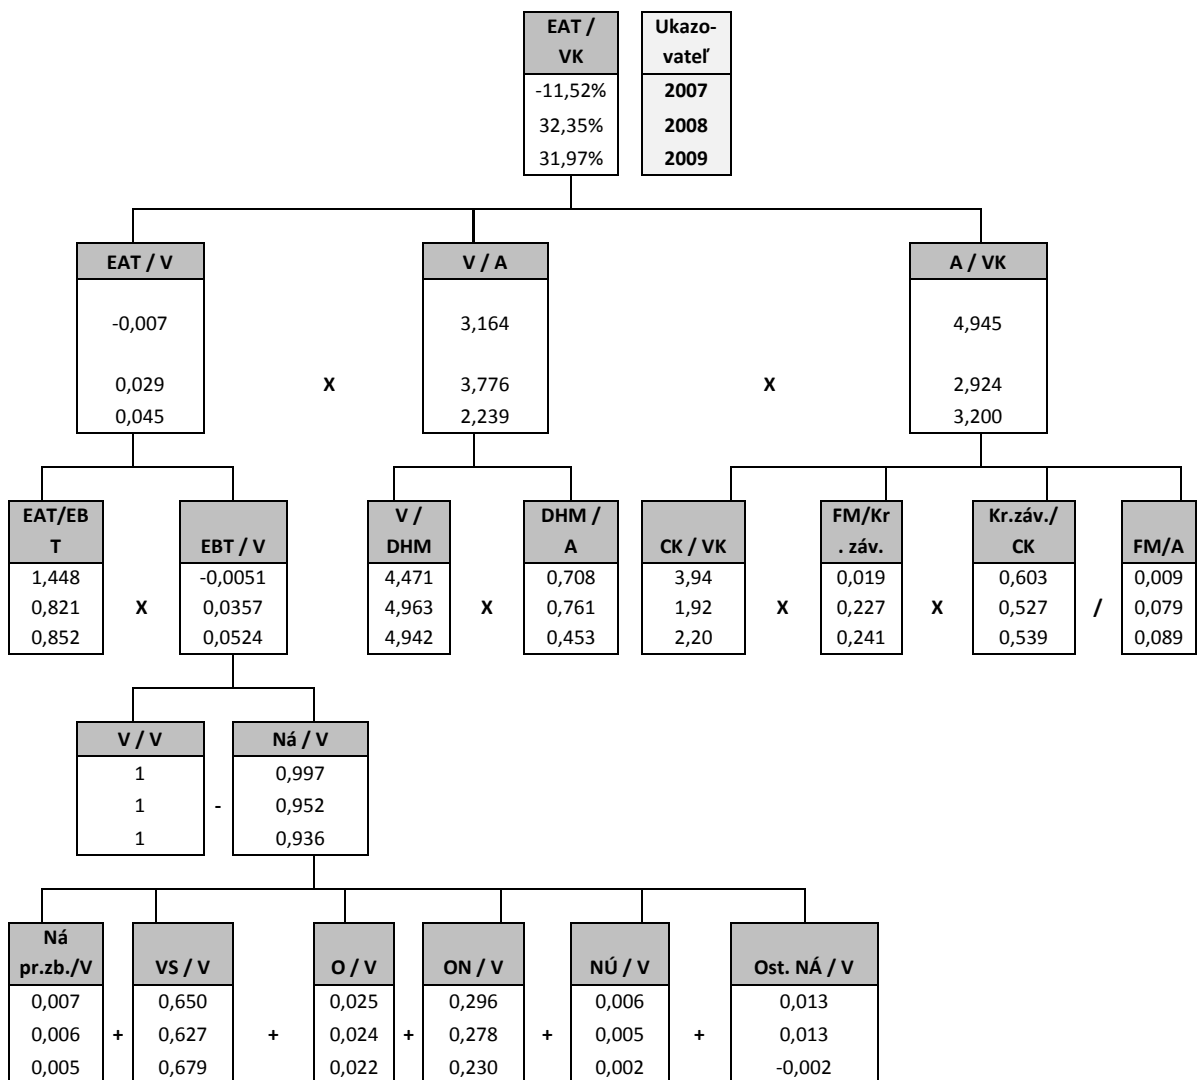 EAT / Ukazo-
VK vateľ
-11,52% 2007
32,35% 2008
31,97% 2009
EAT / V V / A A / VK
-0,007 3,164 4,945
0,029 X 3,776 X 2,924
0,045 2,239 3,200
EAT/EB V / DHM / FM/Kr Kr.záv./
T EBT / V DHM A CK / VK . záv. CK FM/A
1,448 -0,0051 4,471 0,708 3,94 0,019 0,603 0,009
0,821 X 0,0357 4,963 X 0,761 1,92 X 0,227 X 0,527 / 0,079
0,852 0,0524 4,942 0,453 2,20 0,241 0,539 0,089
V / V Ná / V
1 0,997
1 - 0,952
1 0,936
Ná
pr.zb./V VS / V O / V ON / V NÚ / V Ost. NÁ / V
0,007 0,650 0,025 0,296 0,006 0,013
0,006 + 0,627 + 0,024 + 0,278 + 0,005 + 0,013
0,005 0,679 0,022 0,230 0,002 -0,002